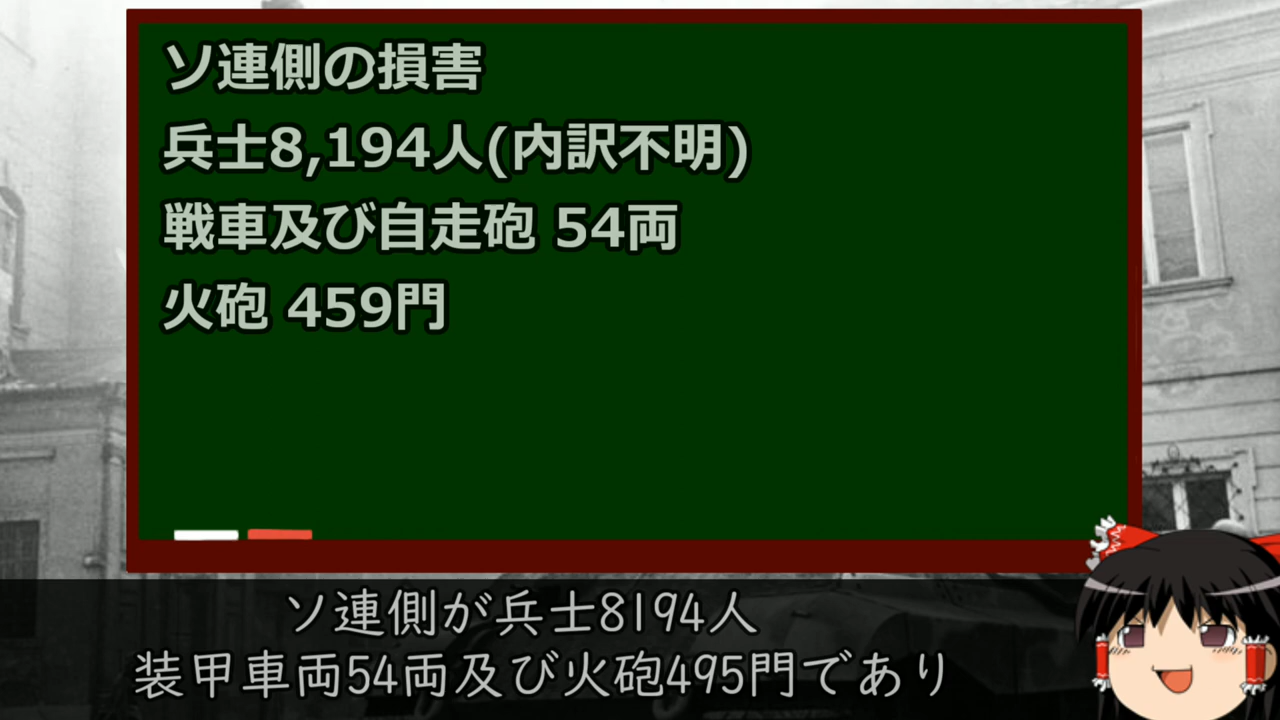 ソ連側の損害
兵士8,194人(内訳不明)
戦車及び自走砲 54両
火砲 459門
ソ連側が兵士8194人
装甲車両54両及び火砲495門であり